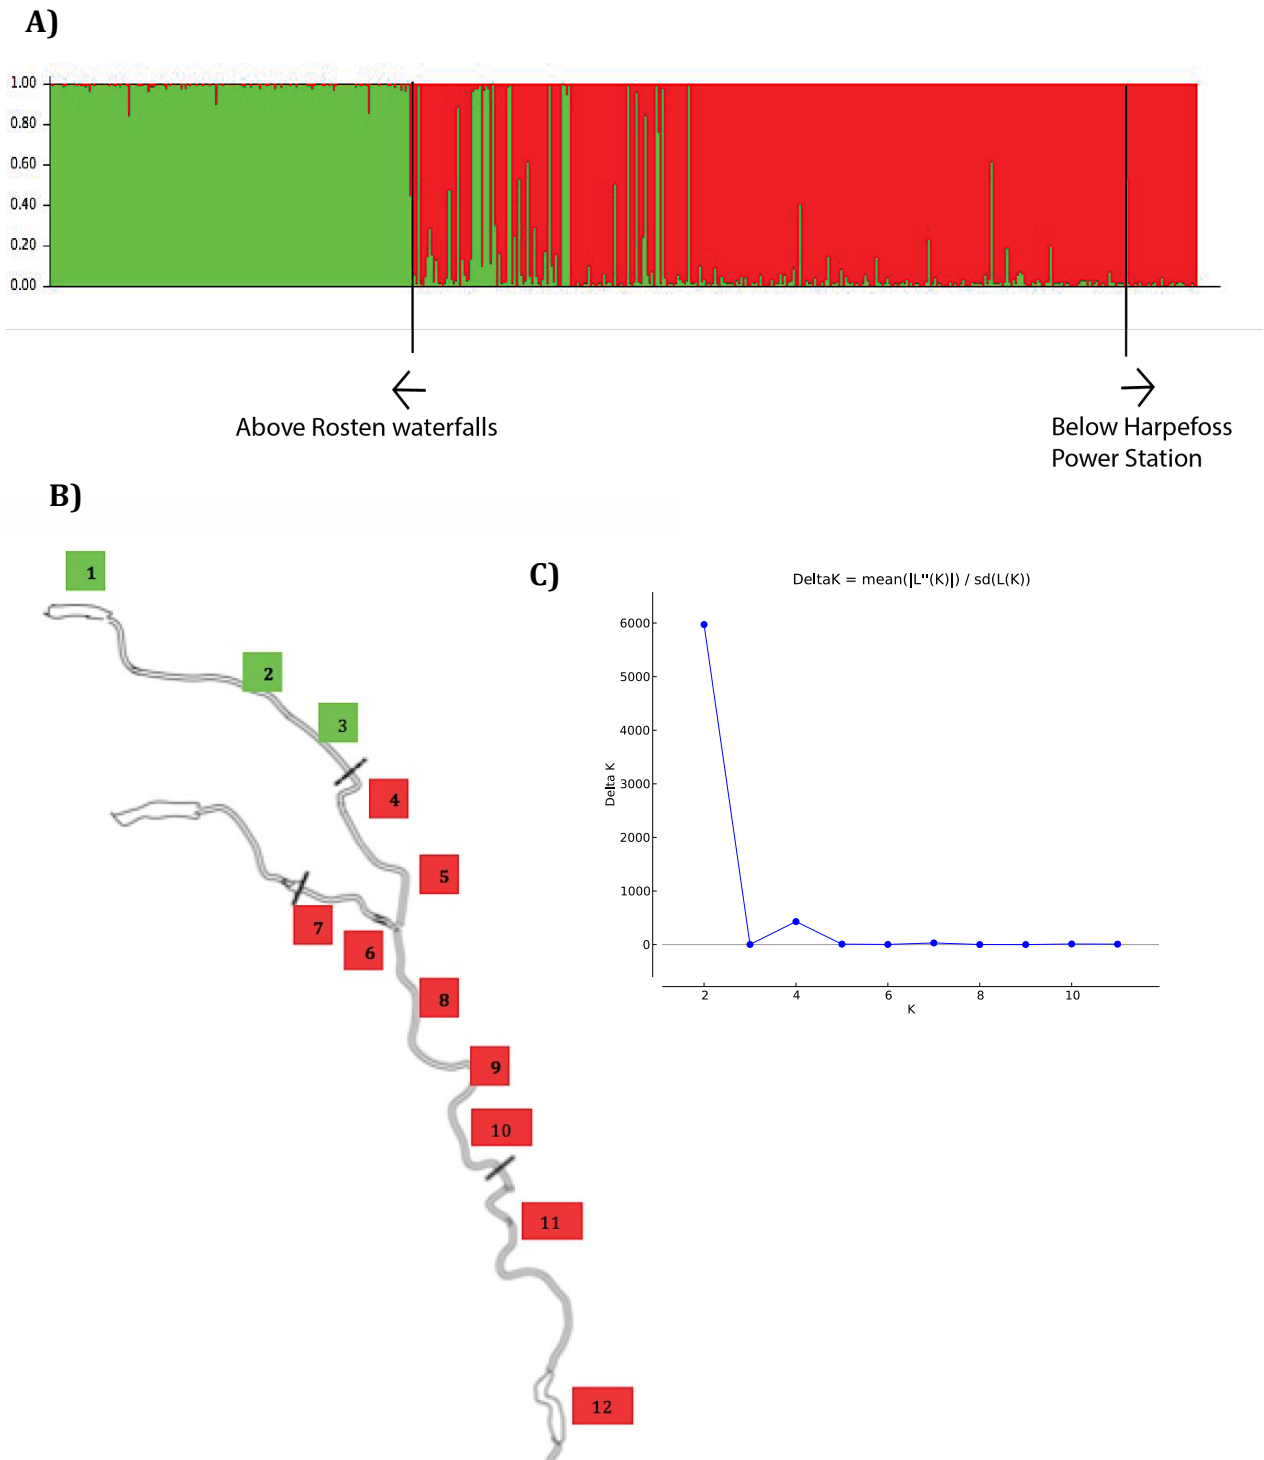 A)
1.00
0.80
0.60
0.40
0.20
0.00
Above Rosten waterfalls
Below Harpefoss
Power Station
B)
1
2
3
4
5
7
6
8
9
10
11
12
C)
DeltaK = mean(|L"(K)|) / sd(L(K))
6000
5000
4000
3000
2000
1000
0
Delta K
2 4 6 8 10
K